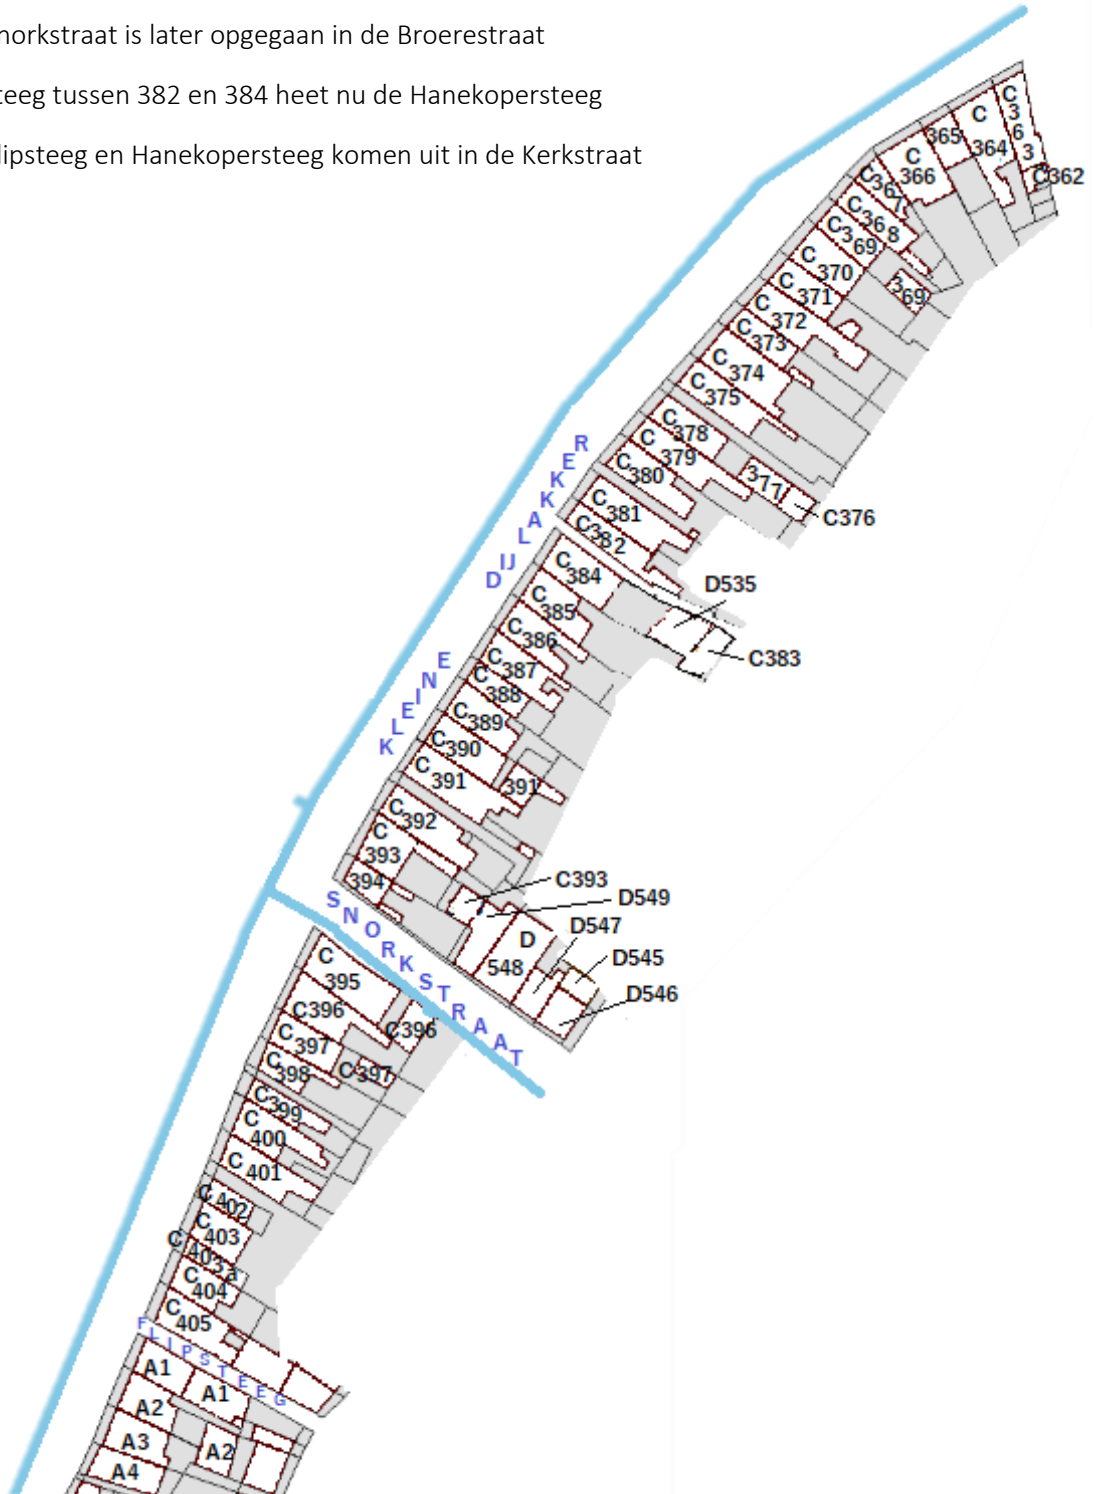 norkstraat is later opgegaan in de Broerestraat
teeg tussen 382 en 384 heet nu de Hanekopersteeg
lipsteeg en Hanekopersteeg komen uit in de Kerkstraat
C 363
C 364
365
C362
C 366
C 367
C 368
C 369
369
C 370
C 371
C 372
C 373
C 374
C 375
C 378
C 379
377
C376
C 380
C 381
C 382
KLEINE DIJLAKKER
C 384
D535
C383
C 385
C 386
C 387
C 388
C 389
C 390
C 391
391
C 392
C 393
394
C393
D549
D547
D 548
D545
D546
SNORKSTRAAT
C 395
C396
C396
C 397
C397
C 398
C 399
C 400
C 401
C 402
C 403
C 403a
C 404
C 405
FLIPSTEEG
A1
A1
A2
A2
A3
A4